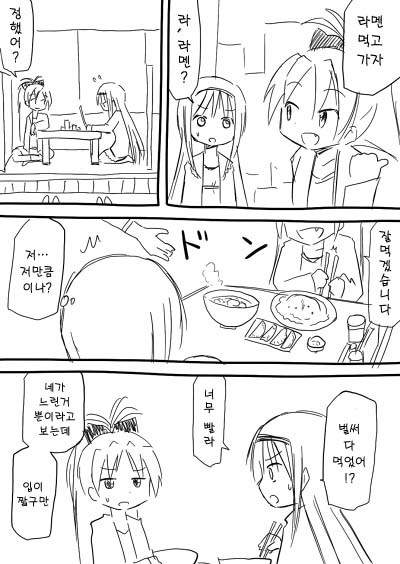 라멘
먹고
가자
라,
라멘?
정
했어?
잘먹겠습니다
ドン
저…
저만큼
이나?
벌써
다
먹었어
!?
너무
빨라
네가
느린거
뿐이라고
보는데
입이
짧구만